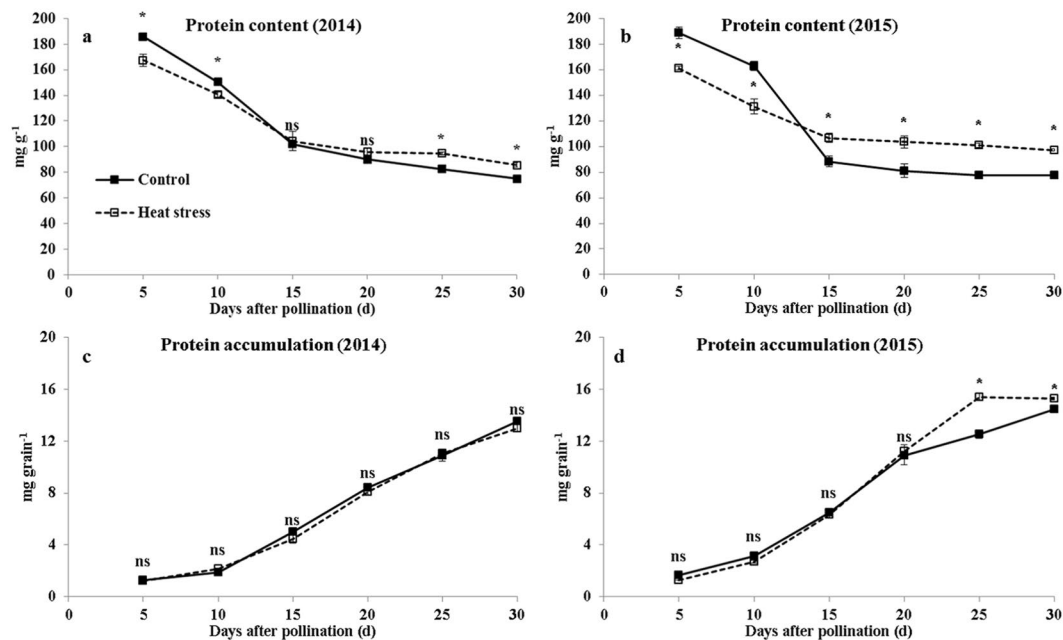 a
Protein content (2014)
mg g-1
200
180
160
140
120
100
80
60
40
20
0
* * ns ns * *
Control
Heat stress
0 5 10 15 20 25 30
Days after pollination (d)
b
Protein content (2015)
mg g-1
200
180
160
140
120
100
80
60
40
20
0
* * * * * *
0 5 10 15 20 25 30
Days after pollination (d)
c
Protein accumulation (2014)
mg grain-1
20
16
12
8
4
0
ns ns ns ns ns ns
0 5 10 15 20 25 30
Days after pollination (d)
d
Protein accumulation (2015)
mg grain-1
20
16
12
8
4
0
ns ns ns ns * *
0 5 10 15 20 25 30
Days after pollination (d)